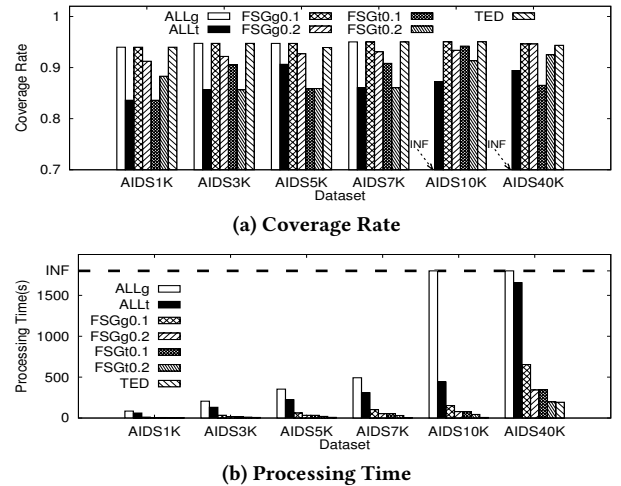 ALLg FSGg0.1 FSGt0.1 TED
ALLt FSGg0.2 FSGt0.2
1
0.9
0.8
0.7
Coverage Rate
INF INF
AIDS1K AIDS3K AIDS5K AIDS7K AIDS10K AIDS40K
Dataset
(a) Coverage Rate
INF
1500
1000
500
0
Processing Time(s)
ALLg
ALLt
FSGg0.1
FSGg0.2
FSGt0.1
FSGt0.2
TED
AIDS1K AIDS3K AIDS5K AIDS7K AIDS10K AIDS40K
Dataset
(b) Processing Time